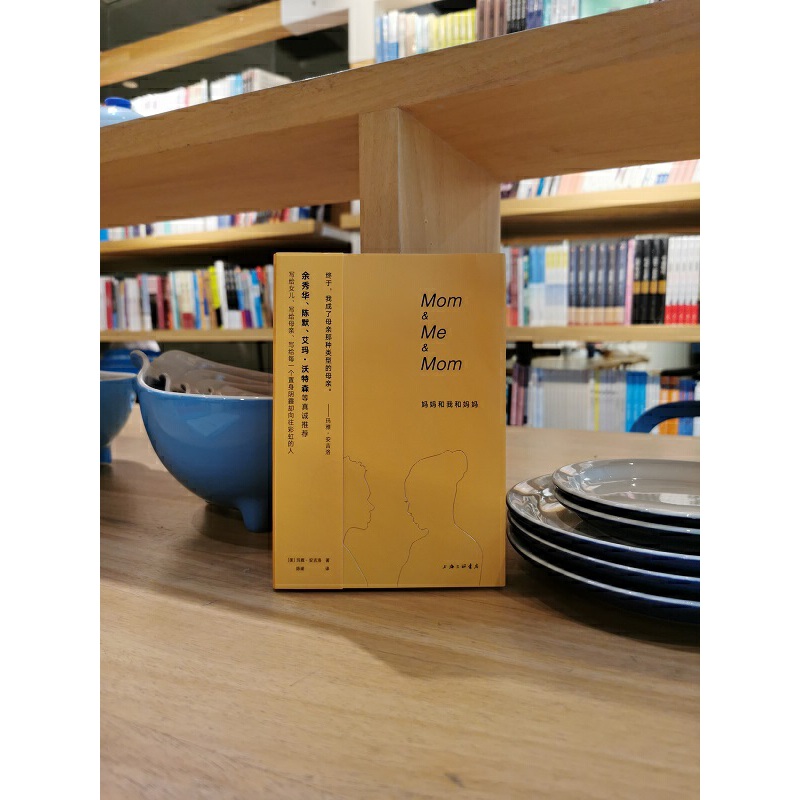 Mom
&
Me
&
Mom
妈妈和我和妈妈
终于，我成了母亲那种类型的母亲。
——玛雅·安吉洛
余秀华、陈默、艾玛·沃特森等真诚推荐
写给女儿，写给母亲，写给每一个置身阴霾却向往彩虹的人
[美] 玛雅·安吉洛 著
译
上海三联书店